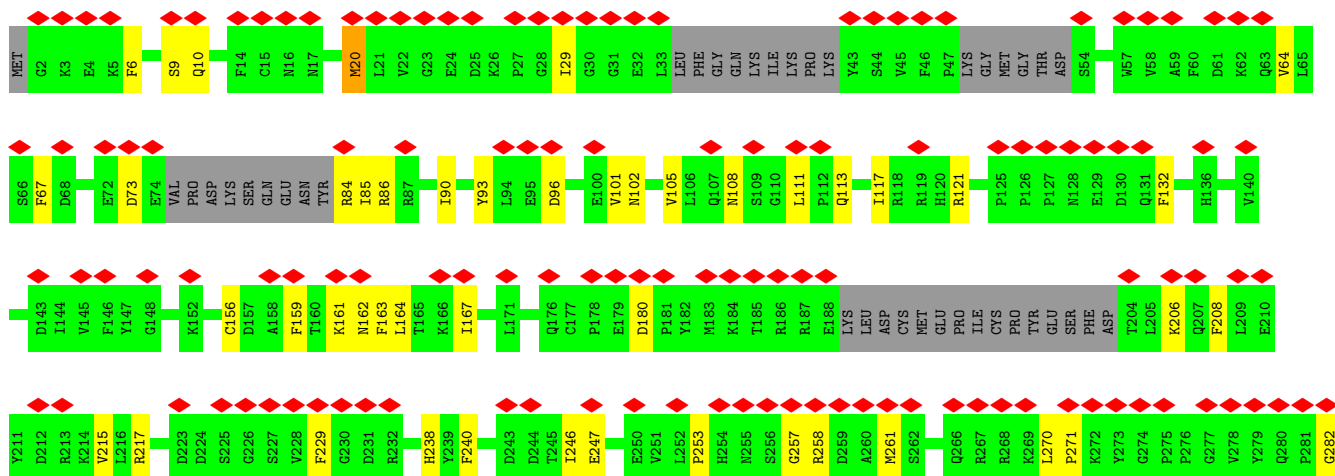 MET G2 K3 E4 K5 F6 S9 Q10 F14 C15 N16 N17 M20 L21 V22 G23 E24 D25 K26 P27 G28 I29 G30 G31 E32 L33 LEU PHE GLY GLN LYS ILE LYS PRO LYS Y43 S44 V45 F46 P47 LYS GLY MET GLY THR ASP S54 W57 V58 A59 F60 D61 K62 Q63 V64 L65
S66 F67 D68 E72 D73 E74 VAL PRO ASP LYS SER GLN GLU ASN TYR R84 I85 R86 R87 I90 Y93 L94 E95 D96 E100 V101 N102 V105 L106 Q107 N108 S109 G110 L111 P112 Q113 I117 R118 R119 H120 R121 P125 P126 P127 N128 E129 D130 Q131 F132 H136 V140
D143 I144 V145 F146 Y147 G148 K152 C156 D157 A158 F159 T160 K161 N162 F163 L164 T165 K166 I167 L171 Q176 C177 P178 E179 D180 P181 Y182 M183 K184 T185 R186 R187 E188 LYS LEU ASP CYS MET GLU PRO ILE CYS PRO TYR GLU SER PHE ASP T204 L205 K206 Q207 F208 L209 E210
Y211 D212 R213 K214 V215 L216 R217 D223 D224 S225 G226 S227 V228 F229 G230 D231 R232 H238 Y239 F240 D243 D244 T245 I246 E247 E250 V251 L252 P253 H254 N255 S256 G257 R258 D259 A260 M261 S262 Q266 R267 R268 K269 L270 P271 K272 Y273 G274 P275 P276 G277 V278 Y279 Q280 P281 G282